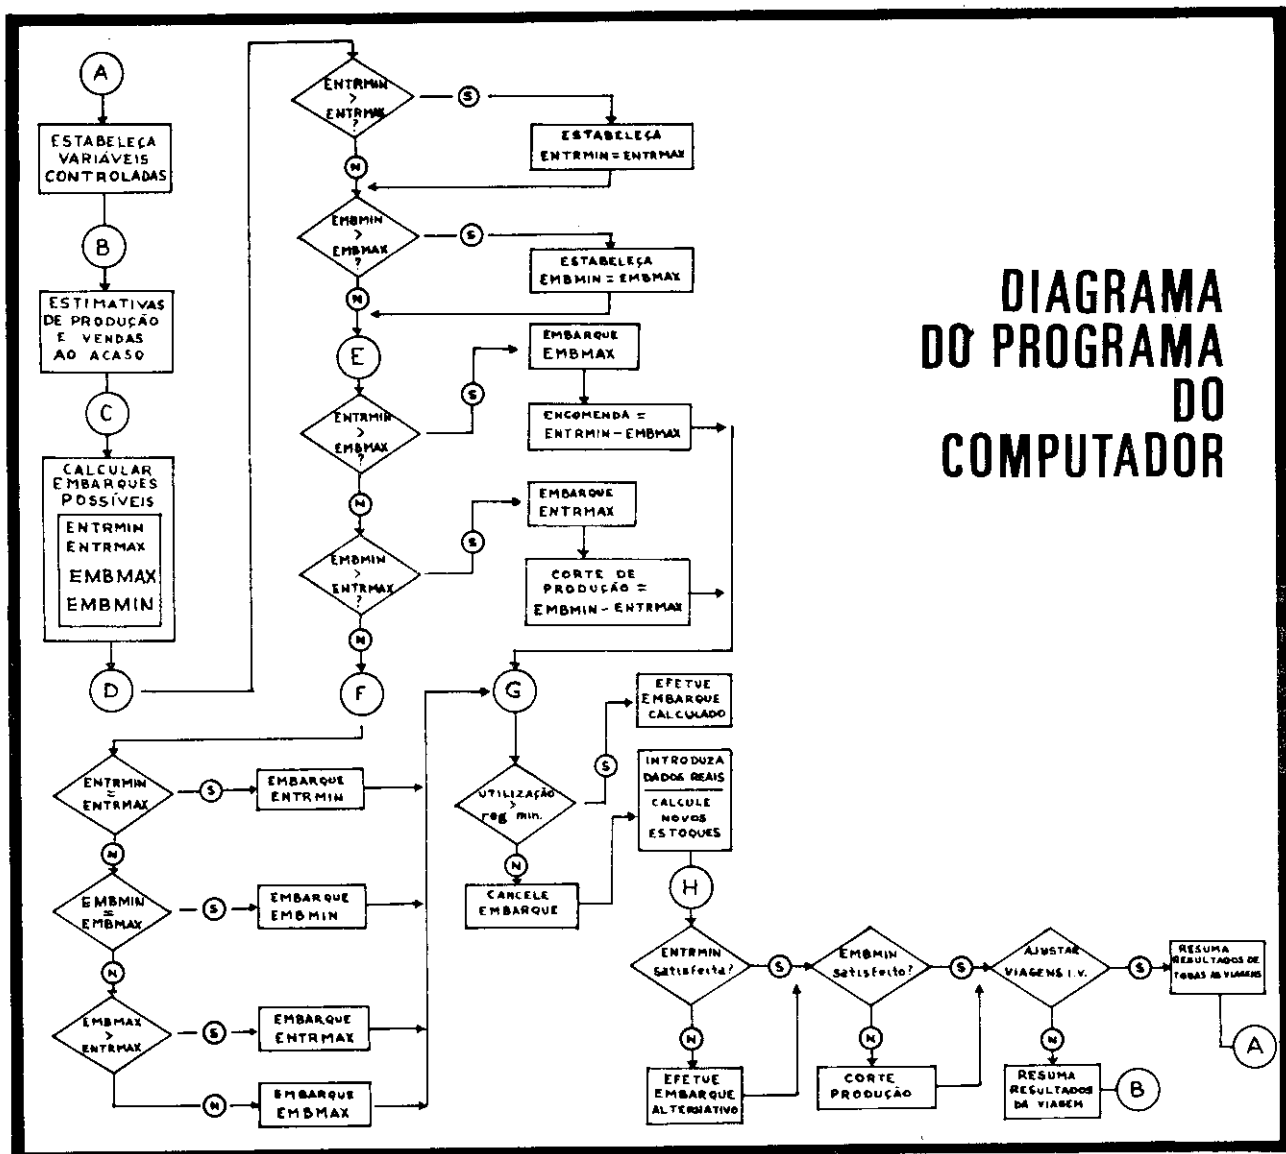 DIAGRAMA
DO PROGRAMA
DO
COMPUTADOR
A
ESTABELEÇA
VARIÁVEIS
CONTROLADAS
B
ESTIMATIVAS
DE PRODUÇÃO
E VENDAS
AO ACASO
C
CALCULAR
EMBARQUES
POSSÍVEIS
ENTRMIN
ENTRMAX
EMBMAX
EMBMIN
D
ENTRMIN
>
ENTRMAX
?
S
ESTABELEÇA
ENTRMIN=ENTRMAX
N
EMBMIN
>
EMBMAX
?
S
ESTABELEÇA
EMBMIN=EMBMAX
N
E
ENTRMIN
>
EMBMAX
?
S
EMBARQUE
EMBMAX
ENCOMENDA =
ENTRMIN-EMBMAX
N
EMBMIN
>
ENTRMAX
?
S
EMBARQUE
ENTRMAX
CORTE DE
PRODUÇÃO =
EMBMIN-ENTRMAX
N
F
ENTRMIN
=
ENTRMAX
S
EMBARQUE
ENTRMIN
N
EMBMIN
=
EMBMAX
S
EMBARQUE
EMBMIN
N
EMBMAX
>
ENTRMAX
S
EMBARQUE
ENTRMAX
N
EMBARQUE
EMBMAX
G
UTILIZAÇÃO
>
reg min.
S
EFETUE
EMBARQUE
CALCULADO
N
CANCELE
EMBARQUE
INTRODUZA
DADOS REAIS
CALCULE
NOVOS
ESTOQUES
H
ENTRMIN
satisfeita?
S
N
EFETUE
EMBARQUE
ALTERNATIVO
EMBMIN
satisfeito?
S
N
CORTE
PRODUÇÃO
AJUSTAR
VIAGENS I.V.
S
N
RESUMA
RESULTADOS
DA VIAGEM
B
RESUMA
RESULTADOS DE
TODAS AS VIAGENS
A